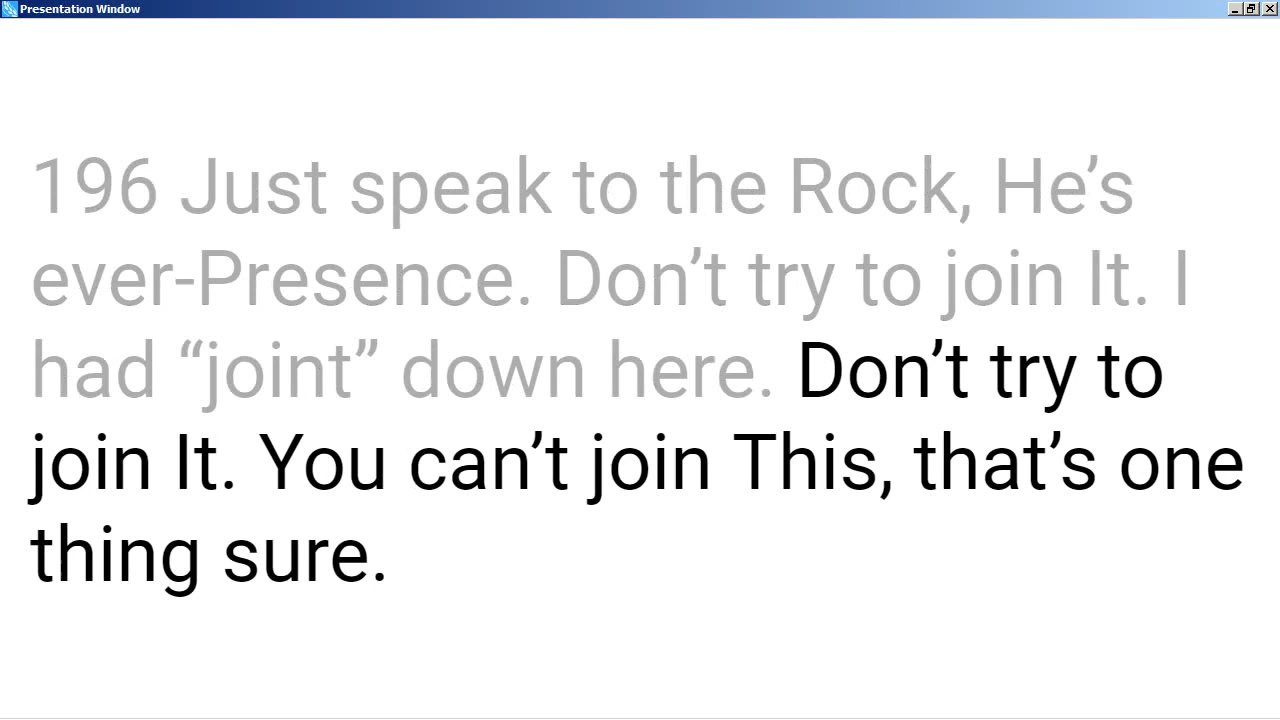 Presentation Window
196 Just speak to the Rock, He’s
ever-Presence. Don’t try to join It. I
had “joint” down here. Don’t try to
join It. You can’t join This, that’s one
thing sure.